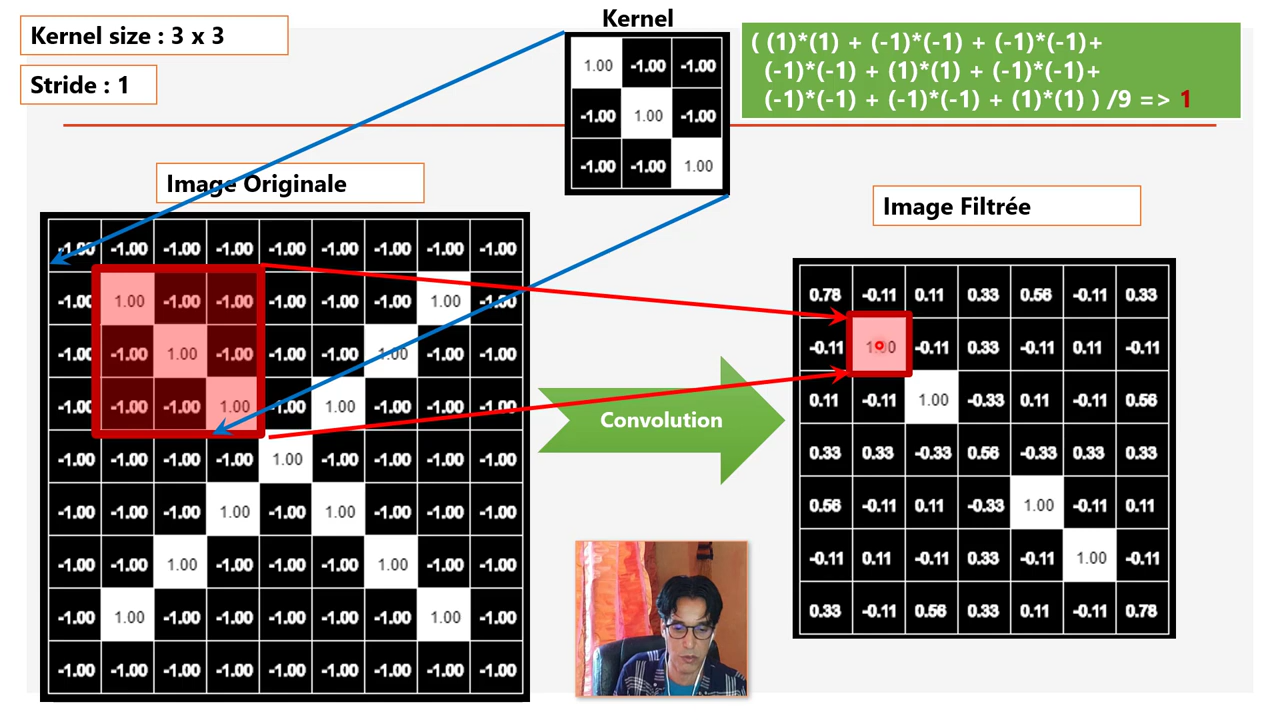 Kernel
Kernel size : 3 x 3
Stride : 1
1.00 -1.00 -1.00
-1.00 1.00 -1.00
-1.00 -1.00 1.00
( (1)*(1) + (-1)*(-1) + (-1)*(-1)+
(-1)*(-1) + (1)*(1) + (-1)*(-1)+
(-1)*(-1) + (-1)*(-1) + (1)*(1) ) /9 => 1
Image Originale
-1.00 -1.00 -1.00 -1.00 -1.00 -1.00 -1.00 -1.00 -1.00
-1.00 1.00 -1.00 -1.00 -1.00 -1.00 -1.00 1.00 -1.00
-1.00 -1.00 1.00 -1.00 -1.00 -1.00 1.00 -1.00 -1.00
-1.00 -1.00 -1.00 1.00 -1.00 1.00 -1.00 -1.00 -1.00
-1.00 -1.00 -1.00 -1.00 1.00 -1.00 -1.00 -1.00 -1.00
-1.00 -1.00 -1.00 1.00 -1.00 1.00 -1.00 -1.00 -1.00
-1.00 -1.00 1.00 -1.00 -1.00 -1.00 1.00 -1.00 -1.00
-1.00 1.00 -1.00 -1.00 -1.00 -1.00 -1.00 1.00 -1.00
-1.00 -1.00 -1.00 -1.00 -1.00 -1.00 -1.00 -1.00 -1.00
Convolution
Image Filtrée
0.78 -0.11 0.11 0.33 0.56 -0.11 0.33
-0.11 1.00 -0.11 0.33 -0.11 0.11 -0.11
0.11 -0.11 1.00 -0.33 0.11 -0.11 0.56
0.33 0.33 -0.33 0.56 -0.33 0.33 0.33
0.56 -0.11 0.11 -0.33 1.00 -0.11 0.11
-0.11 0.11 -0.11 0.33 -0.11 1.00 -0.11
0.33 -0.11 0.56 0.33 0.11 -0.11 0.78